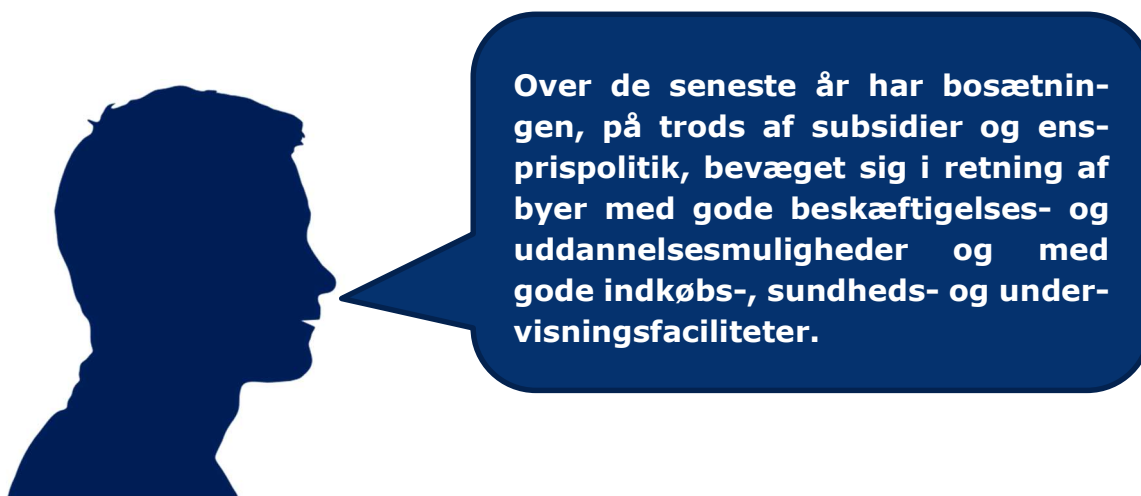 Over de seneste år har bosætnin-
gen, på trods af subsidier og ens-
prispolitik, bevæget sig i retning af
byer med gode beskæftigelses- og
uddannelsesmuligheder og med
gode indkøbs-, sundheds- og under-
visningsfaciliteter.